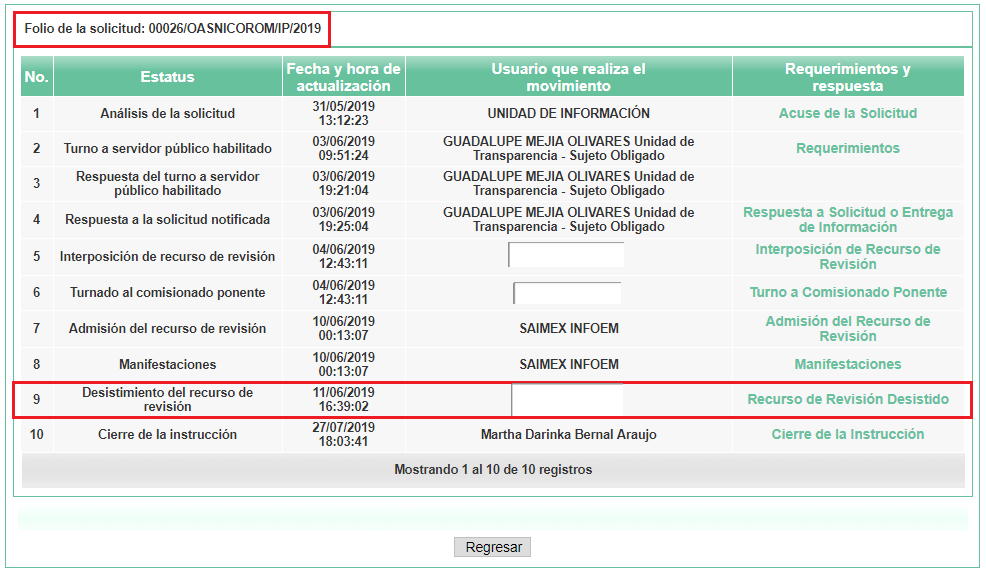 Folio de la solicitud: 00026/OASNICOROM/IP/2019
No. Estatus Fecha y hora de actualización Usuario que realiza el movimiento Requerimientos y respuesta
1 Análisis de la solicitud 31/05/2019 13:12:23 UNIDAD DE INFORMACIÓN Acuse de la Solicitud
2 Turno a servidor público habilitado 03/06/2019 09:51:24 GUADALUPE MEJIA OLIVARES Unidad de Transparencia - Sujeto Obligado Requerimientos
3 Respuesta del turno a servidor público habilitado 03/06/2019 19:21:04 GUADALUPE MEJIA OLIVARES Unidad de Transparencia - Sujeto Obligado
4 Respuesta a la solicitud notificada 03/06/2019 19:25:04 GUADALUPE MEJIA OLIVARES Unidad de Transparencia - Sujeto Obligado Respuesta a Solicitud o Entrega de Información
5 Interposición de recurso de revisión 04/06/2019 12:43:11 Interposición de Recurso de Revisión
6 Turnado al comisionado ponente 04/06/2019 12:43:11 Turno a Comisionado Ponente
7 Admisión del recurso de revisión 10/06/2019 00:13:07 SAIMEX INFOEM Admisión del Recurso de Revisión
8 Manifestaciones 10/06/2019 00:13:07 SAIMEX INFOEM Manifestaciones
9 Desistimiento del recurso de revisión 11/06/2019 16:39:02 Recurso de Revisión Desistido
10 Cierre de la instrucción 27/07/2019 18:03:41 Martha Darinka Bernal Araujo Cierre de la Instrucción
Mostrando 1 al 10 de 10 registros
Regresar